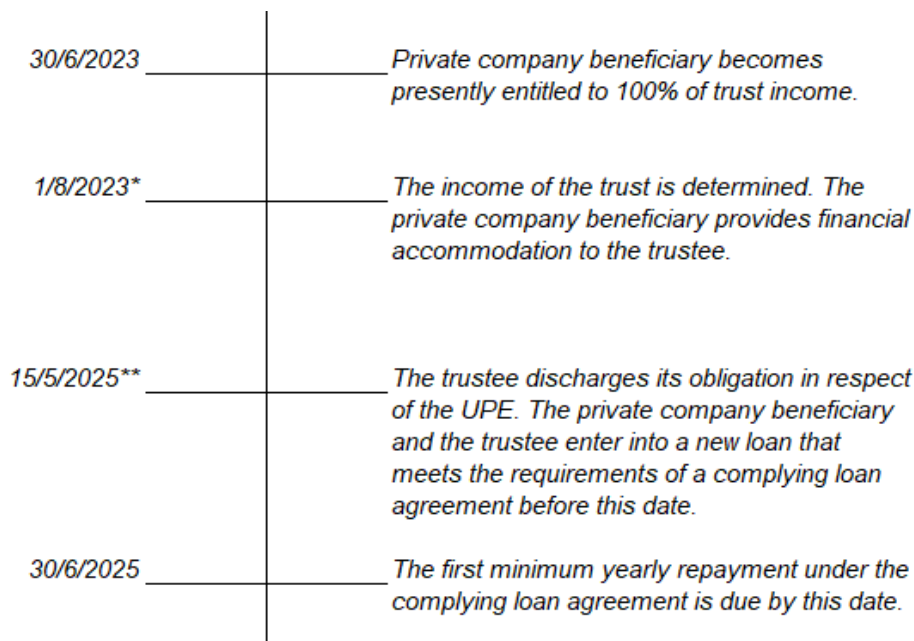 30/6/2023 Private company beneficiary becomes
presently entitled to 100% of trust income.
1/8/2023* The income of the trust is determined. The
private company beneficiary provides financial
accommodation to the trustee.
15/5/2025** The trustee discharges its obligation in respect
of the UPE. The private company beneficiary
and the trustee enter into a new loan that
meets the requirements of a complying loan
agreement before this date.
30/6/2025 The first minimum yearly repayment under the
complying loan agreement is due by this date.